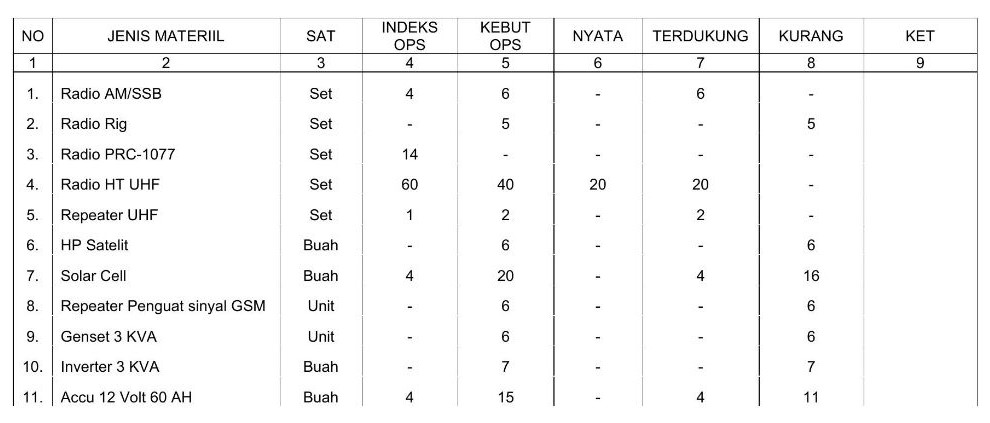 NO JENIS MATERIIL SAT INDEKS OPS KEBUT OPS NYATA TERDUKUNG KURANG KET
1 2 3 4 5 6 7 8 9
1. Radio AM/SSB Set 4 6 - 6 -
2. Radio Rig Set - 5 - - 5
3. Radio PRC-1077 Set 14 - - - -
4. Radio HT UHF Set 60 40 20 20 -
5. Repeater UHF Set 1 2 - 2 -
6. HP Satelit Buah - 6 - - 6
7. Solar Cell Buah 4 20 - 4 16
8. Repeater Penguat sinyal GSM Unit - 6 - - 6
9. Genset 3 KVA Unit - 6 - - 6
10. Inverter 3 KVA Buah - 7 - - 7
11. Accu 12 Volt 60 AH Buah 4 15 - 4 11